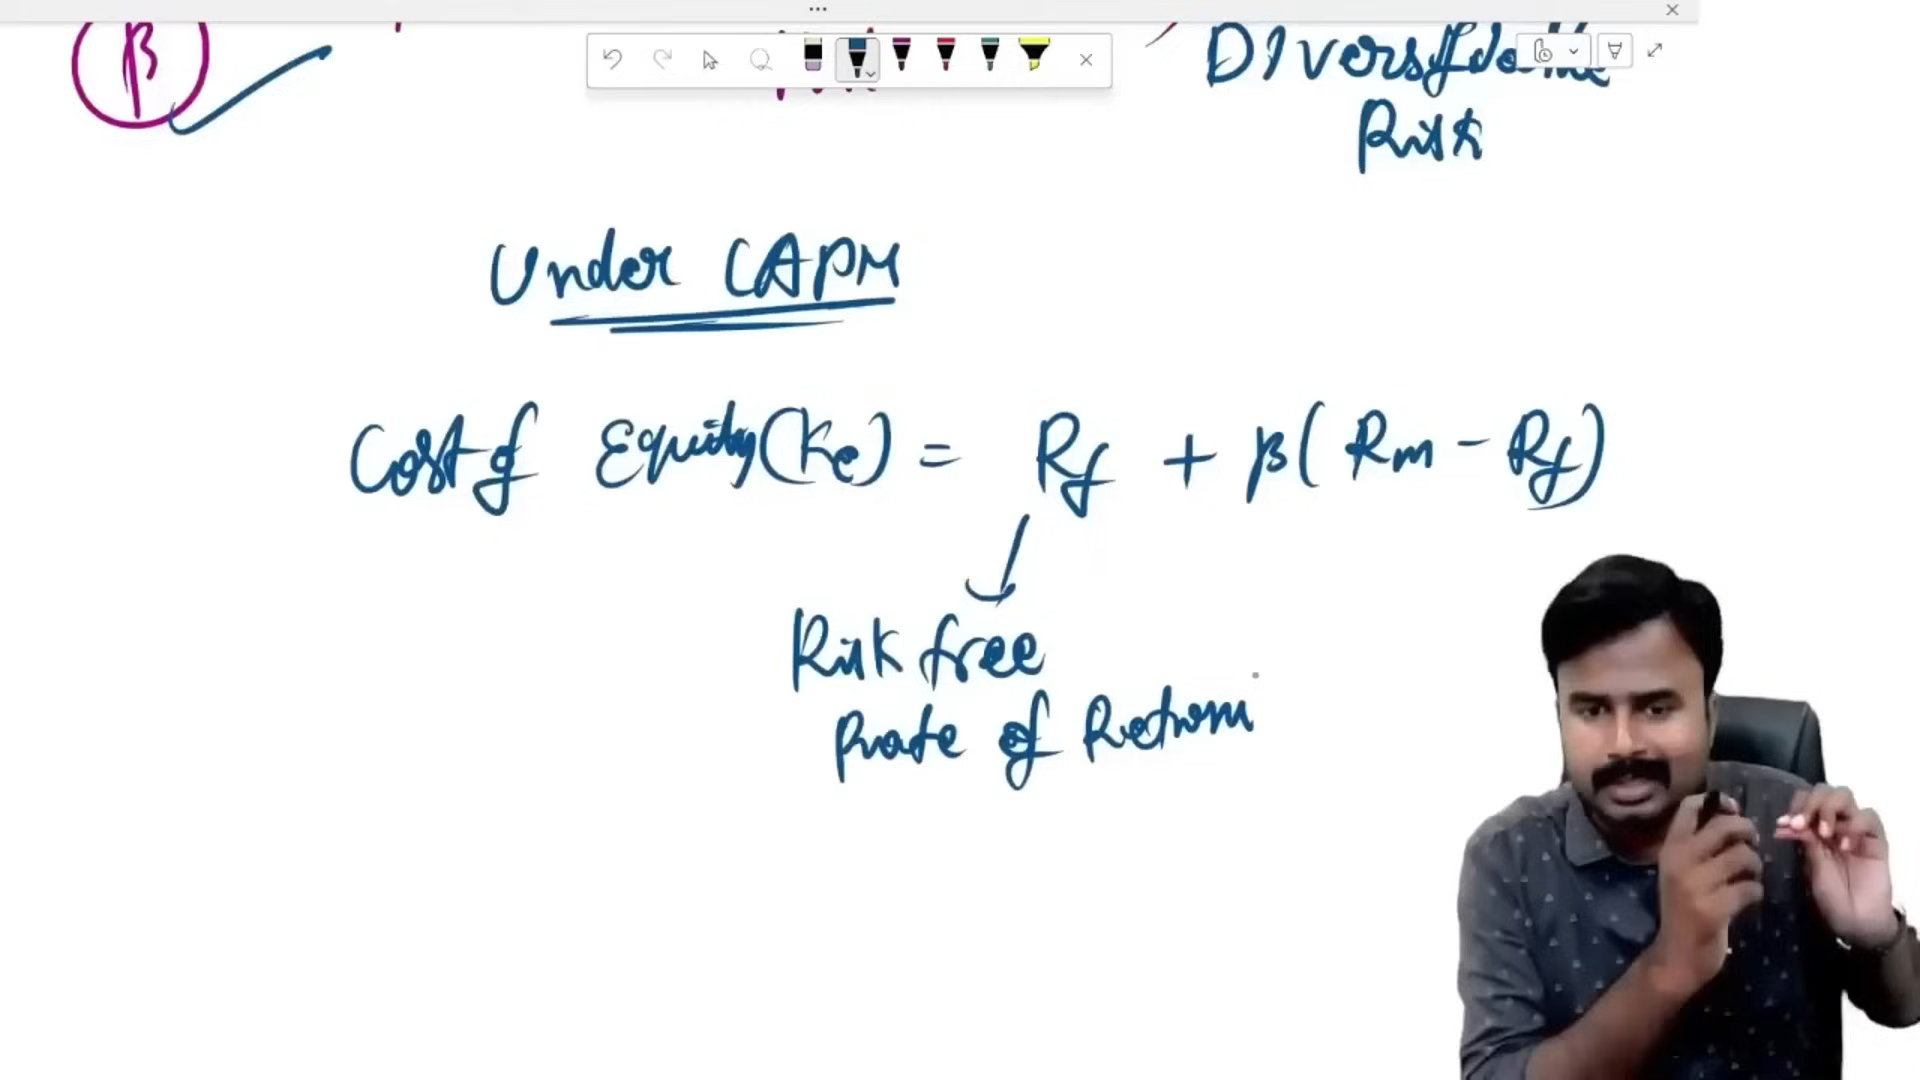 β
Diversifiable
Risk
Under CAPM
Cost of Equity (Ke) = Rf + β( Rm - Rf)
Risk free
Rate of Return